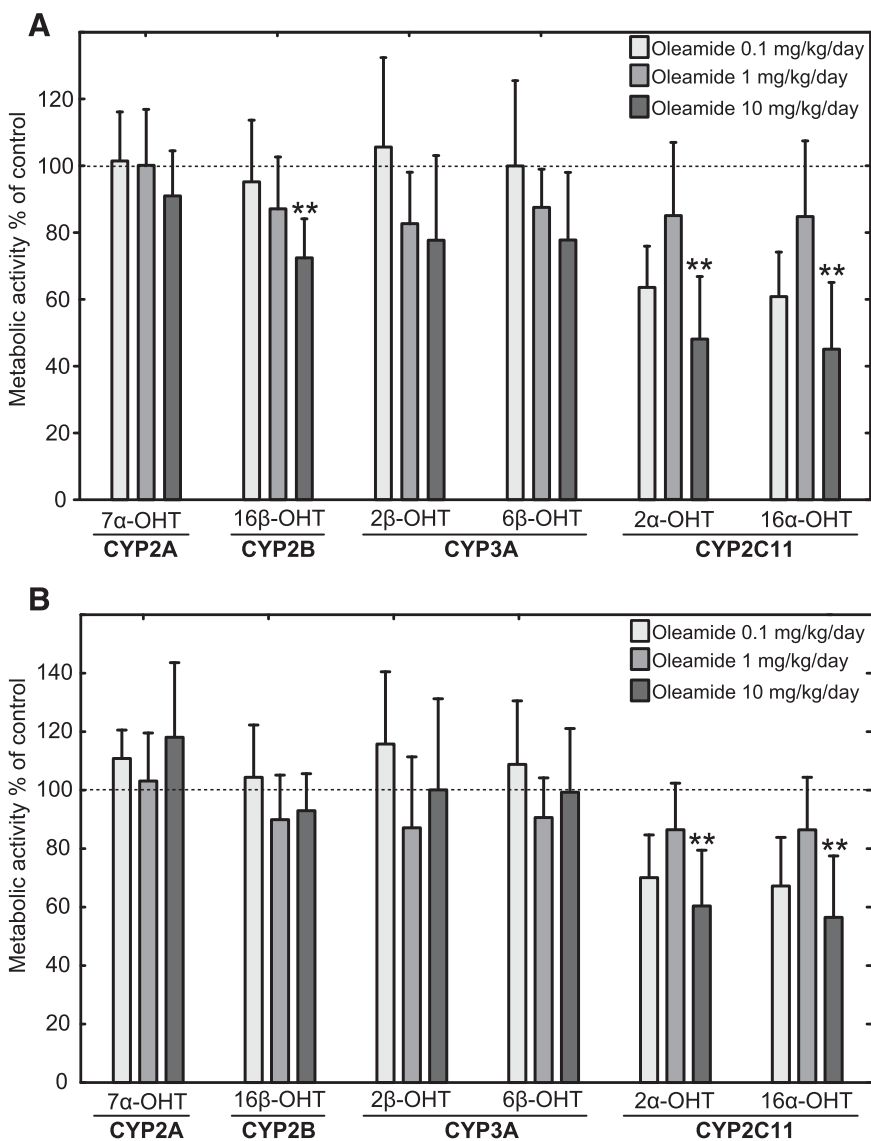 A
Oleamide 0.1 mg/kg/day
Oleamide 1 mg/kg/day
Oleamide 10 mg/kg/day
Metabolic activity % of control
120
100
80
60
40
20
0
**
**
**
7α-OHT 16β-OHT 2β-OHT 6β-OHT 2α-OHT 16α-OHT
CYP2A CYP2B CYP3A CYP2C11
B
Oleamide 0.1 mg/kg/day
Oleamide 1 mg/kg/day
Oleamide 10 mg/kg/day
Metabolic activity % of control
140
120
100
80
60
40
20
0
**
**
7α-OHT 16β-OHT 2β-OHT 6β-OHT 2α-OHT 16α-OHT
CYP2A CYP2B CYP3A CYP2C11